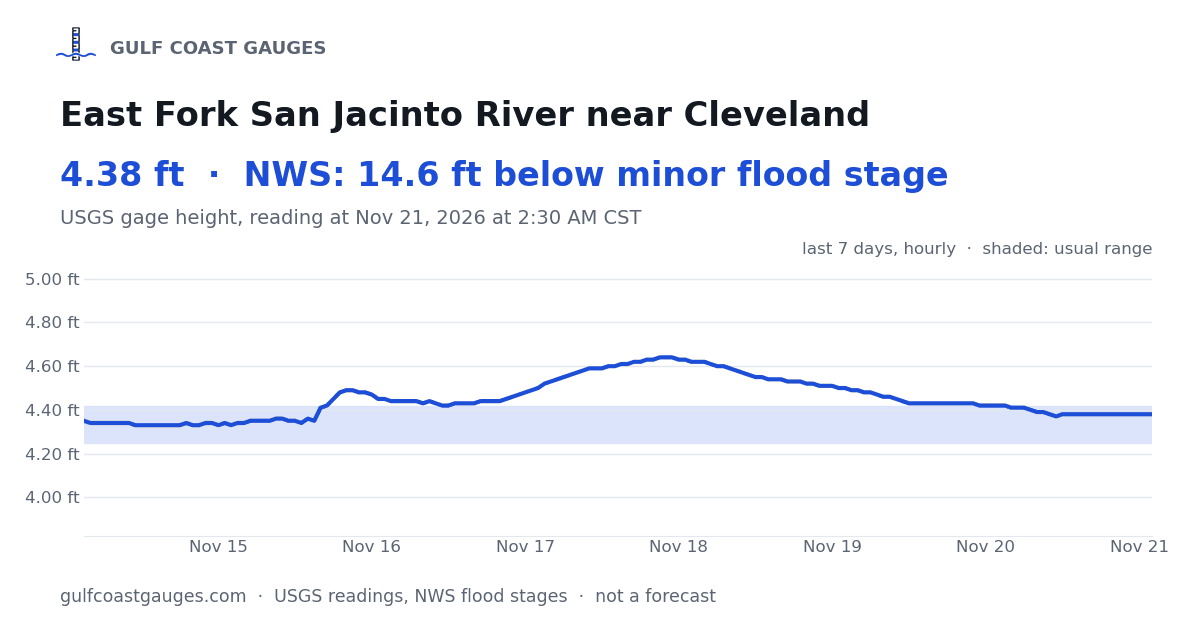 GULF COAST GAUGES
East Fork San Jacinto River near Cleveland
4.38 ft · NWS: 14.6 ft below minor flood stage
USGS gage height, reading at Nov 21, 2026 at 2:30 AM CST
last 7 days, hourly · shaded: usual range
5.00 ft
4.80 ft
4.60 ft
4.40 ft
4.20 ft
4.00 ft
Nov 15 Nov 16 Nov 17 Nov 18 Nov 19 Nov 20 Nov 21
gulfcoastgauges.com · USGS readings, NWS flood stages · not a forecast